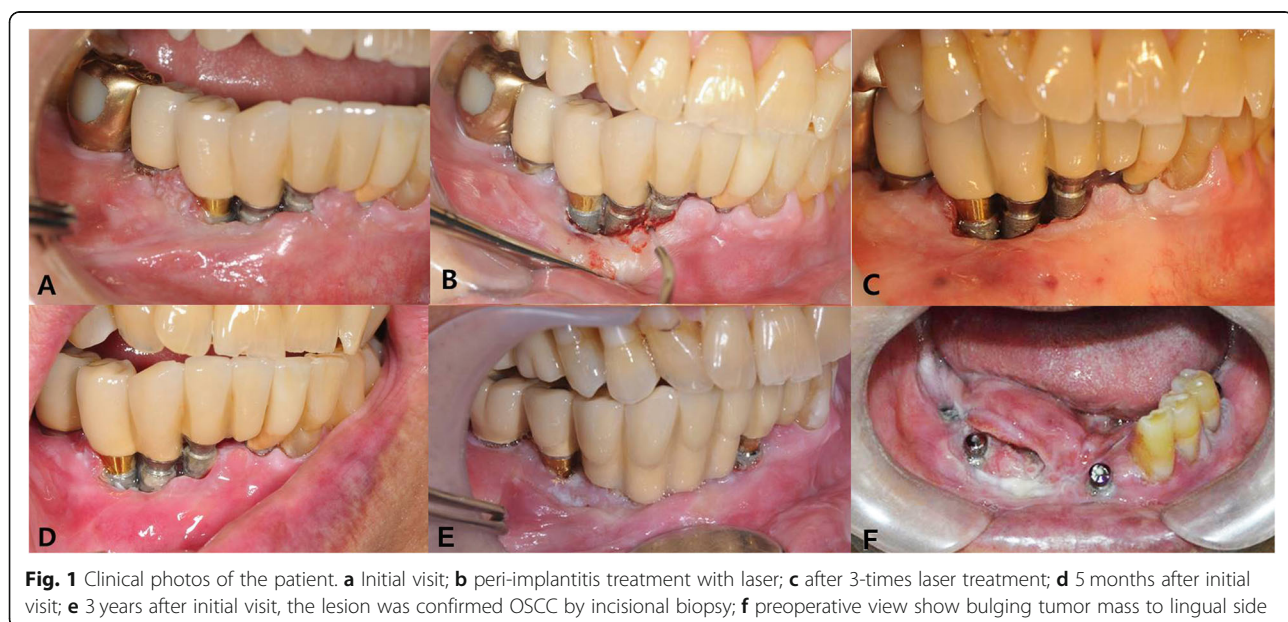 A
B
C
D
E
F
Fig. 1 Clinical photos of the patient. a Initial visit; b peri-implantitis treatment with laser; c after 3-times laser treatment; d 5 months after initial
visit; e 3 years after initial visit, the lesion was confirmed OSCC by incisional biopsy; f preoperative view show bulging tumor mass to lingual side